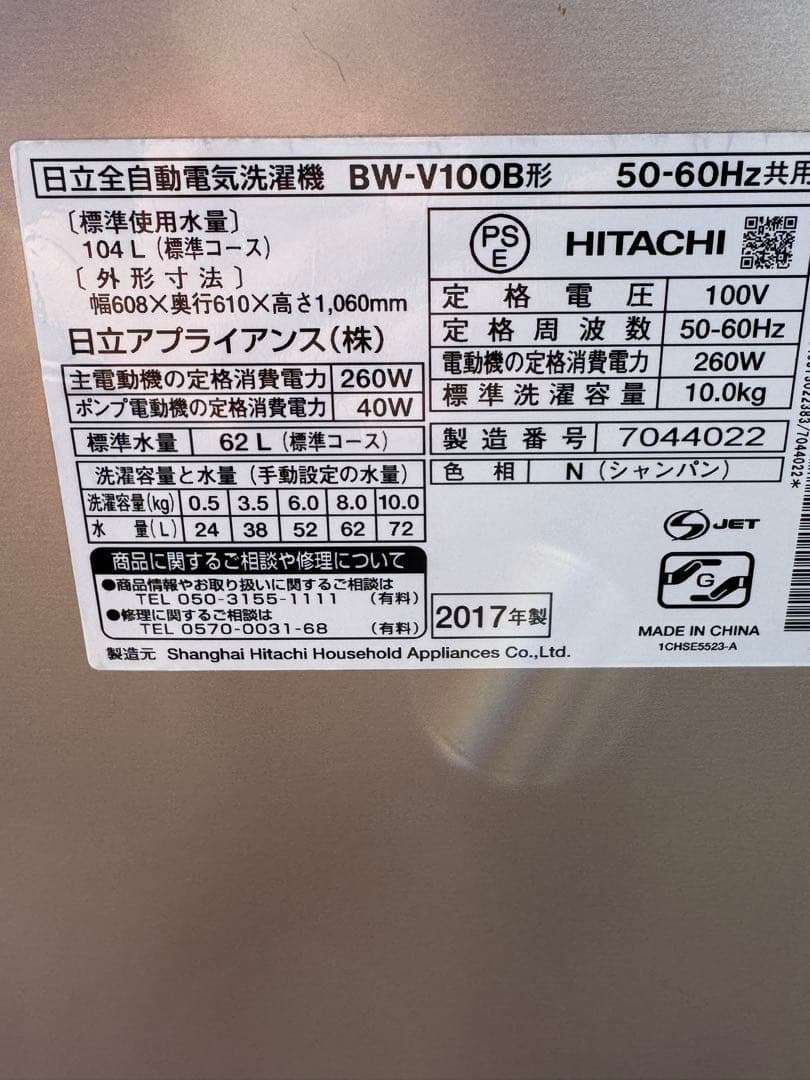 日立全自動電気洗濯機 BW-V100B形 50-60Hz共用
〔標準使用水量〕
104 L (標準コース)
〔外形寸法〕
幅608×奥行610×高さ1,060mm
日立アプライアンス(株)
主電動機の定格消費電力 260W
ポンプ電動機の定格消費電力 40W
標準水量 62 L (標準コース)
洗濯容量と水量 (手動設定の水量)
洗濯容量(kg) 0.5 3.5 6.0 8.0 10.0
水量(L) 24 38 52 62 72
商品に関するご相談や修理について
●商品情報やお取り扱いに関するご相談は
TEL 050-3155-1111 (有料)
●修理に関するご相談は
TEL 0570-0031-68 (有料)
製造元 Shanghai Hitachi Household Appliances Co.,Ltd.
PS
E
HITACHI
定格電圧 100V
定格周波数 50-60Hz
電動機の定格消費電力 260W
標準洗濯容量 10.0kg
製造番号 7044022
色相 N (シャンパン)
S JET
G
2017年製
MADE IN CHINA
1CHSE5523-A